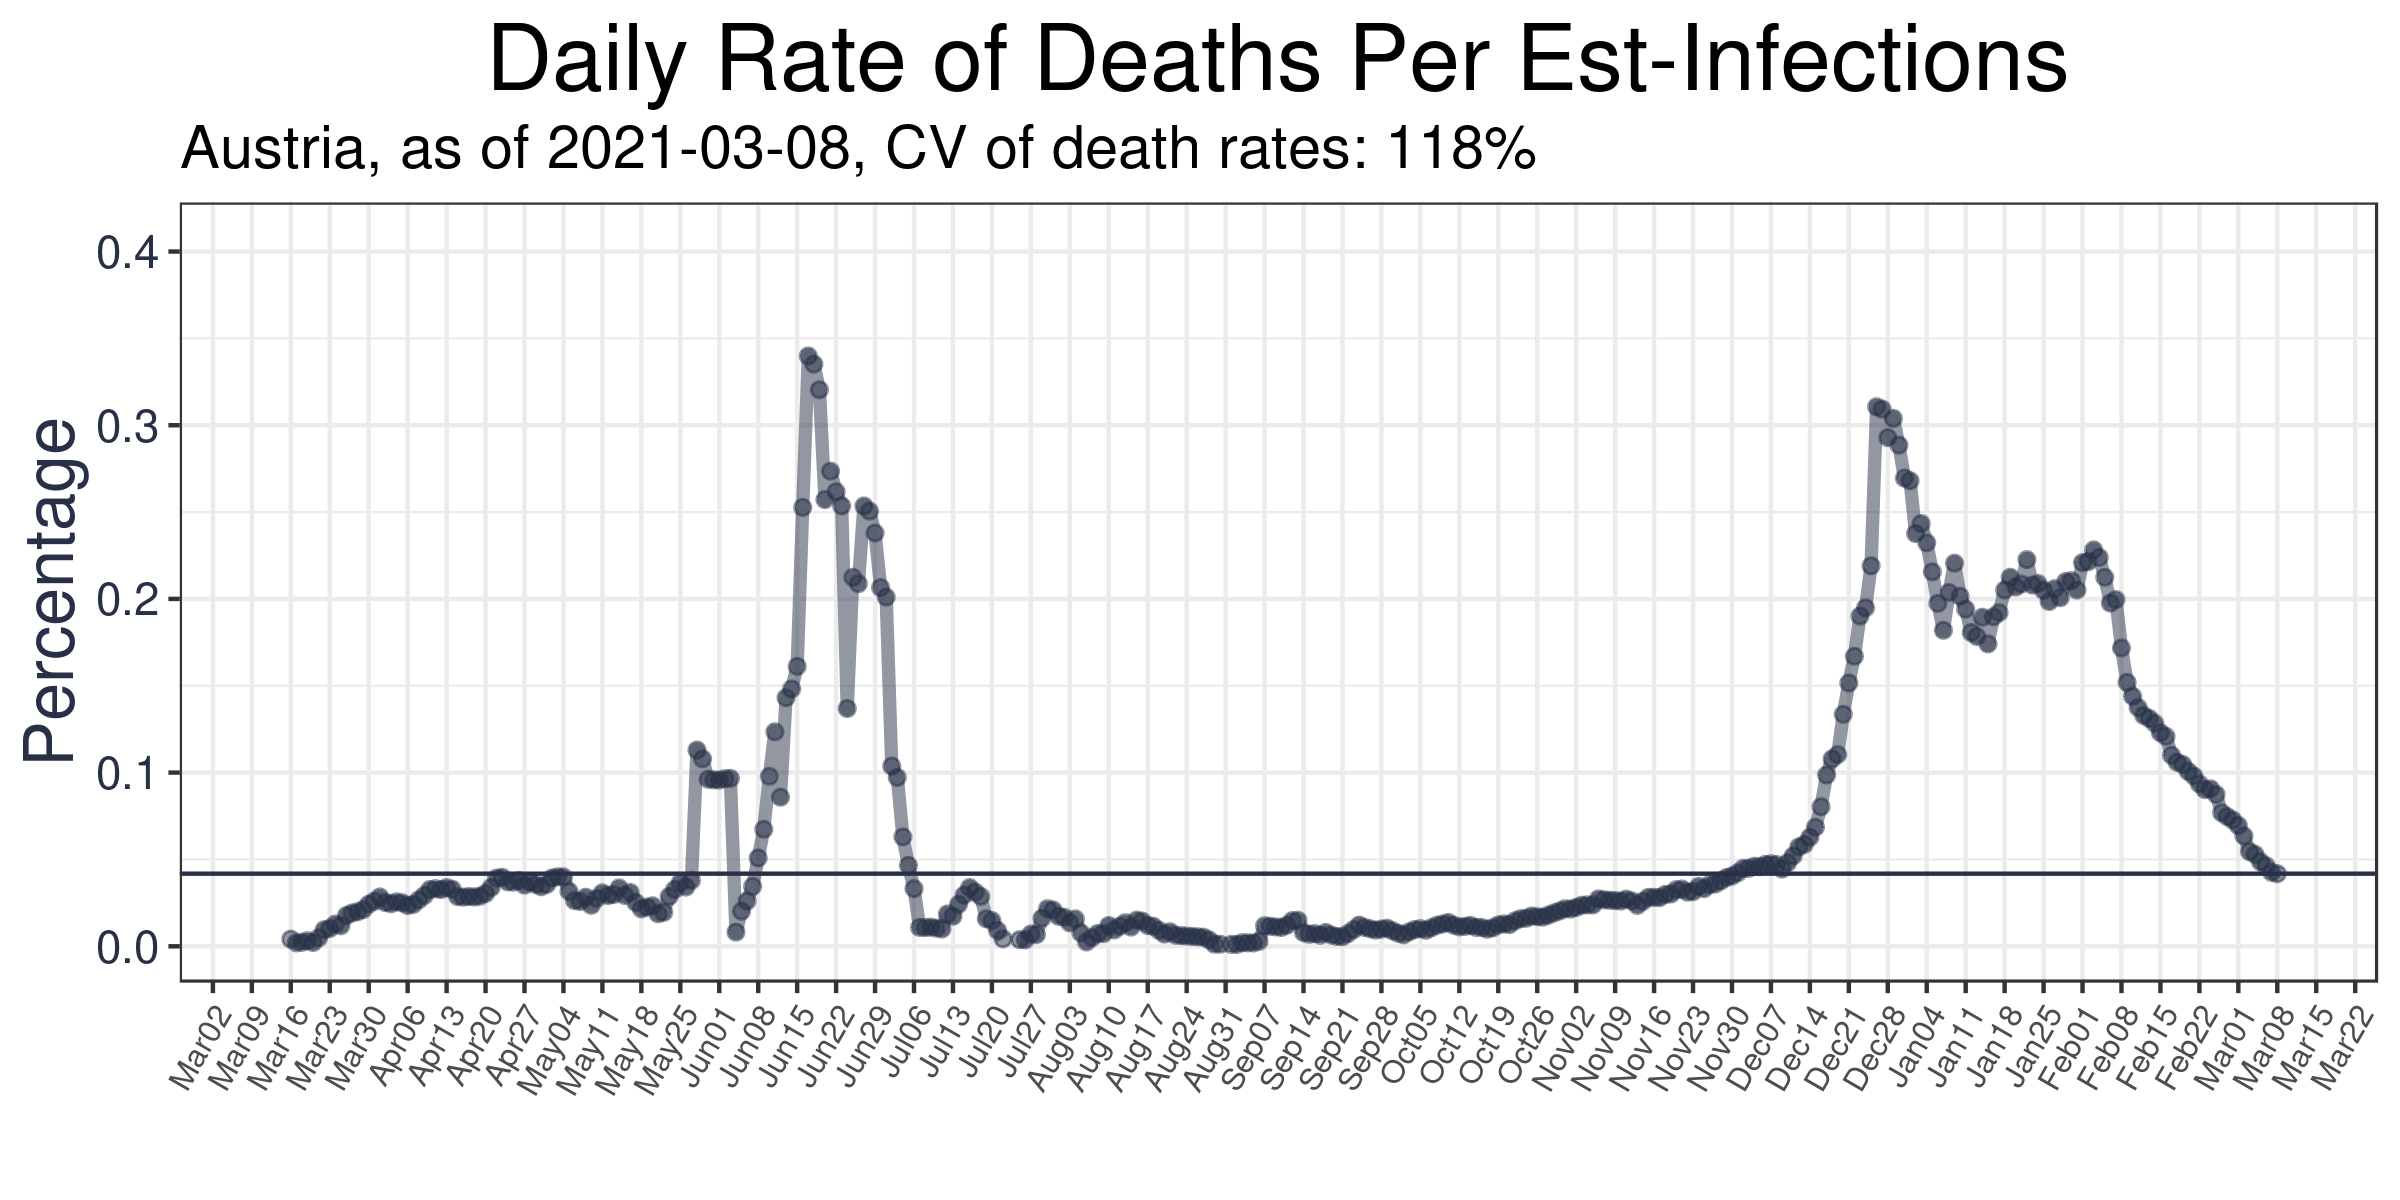 Daily Rate of Deaths Per Est-Infections
Austria, as of 2021-03-08, CV of death rates: 118%
Percentage
0.4
0.3
0.2
0.1
0.0
Mar02 Mar09 Mar16 Mar23 Mar30 Apr06 Apr13 Apr20 Apr27 May04 May11 May18 May25 Jun01 Jun08 Jun15 Jun22 Jun29 Jul06 Jul13 Jul20 Jul27 Aug03 Aug10 Aug17 Aug24 Aug31 Sep07 Sep14 Sep21 Sep28 Oct05 Oct12 Oct19 Oct26 Nov02 Nov09 Nov16 Nov23 Nov30 Dec07 Dec14 Dec21 Dec28 Jan04 Jan11 Jan18 Jan25 Feb01 Feb08 Feb15 Feb22 Mar01 Mar08 Mar15 Mar22